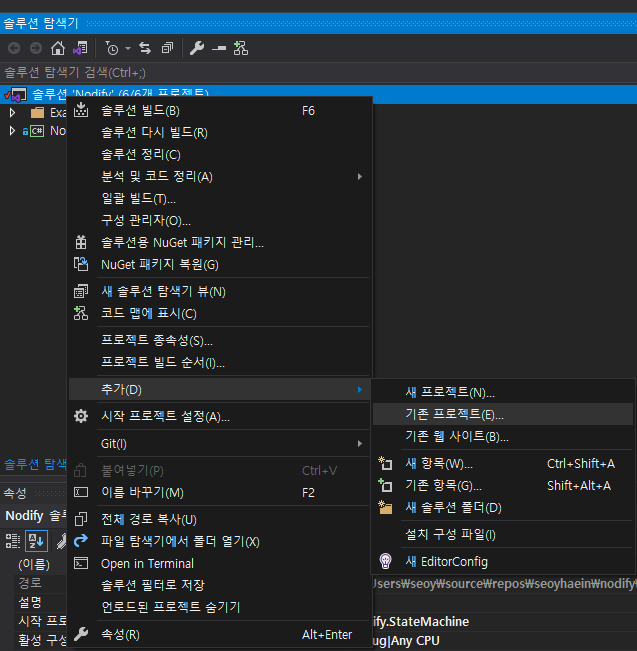 솔루션 탐색기
솔루션 탐색기 검색(Ctrl+;)
솔루션 'Nodify' (6/6개 프로젝트)
Exa
C# No
솔루션 빌드(B) F6
솔루션 다시 빌드(R)
솔루션 정리(C)
분석 및 코드 정리(A)
일괄 빌드(T)...
구성 관리자(O)...
솔루션용 NuGet 패키지 관리...
NuGet 패키지 복원(G)
새 솔루션 탐색기 뷰(N)
코드 맵에 표시(C)
프로젝트 종속성(S)...
프로젝트 빌드 순서(I)...
추가(D)
시작 프로젝트 설정(A)...
Git(I)
붙여넣기(P) Ctrl+V
이름 바꾸기(M) F2
전체 경로 복사(U)
파일 탐색기에서 폴더 열기(X)
Open in Terminal
솔루션 필터로 저장
언로드된 프로젝트 숨기기
속성(R) Alt+Enter
새 프로젝트(N)...
기존 프로젝트(E)...
기존 웹 사이트(B)...
새 항목(W)... Ctrl+Shift+A
기존 항목(G)... Shift+Alt+A
새 솔루션 폴더(D)
설치 구성 파일(I)
새 EditorConfig
솔루션 탐색
속성
Nodify 솔루
(이름)
경로 Users₩seoy₩source₩repos₩seoyhaein₩nodify₩
설명
시작 프로 ify.StateMachine
활성 구성 ug|Any CPU